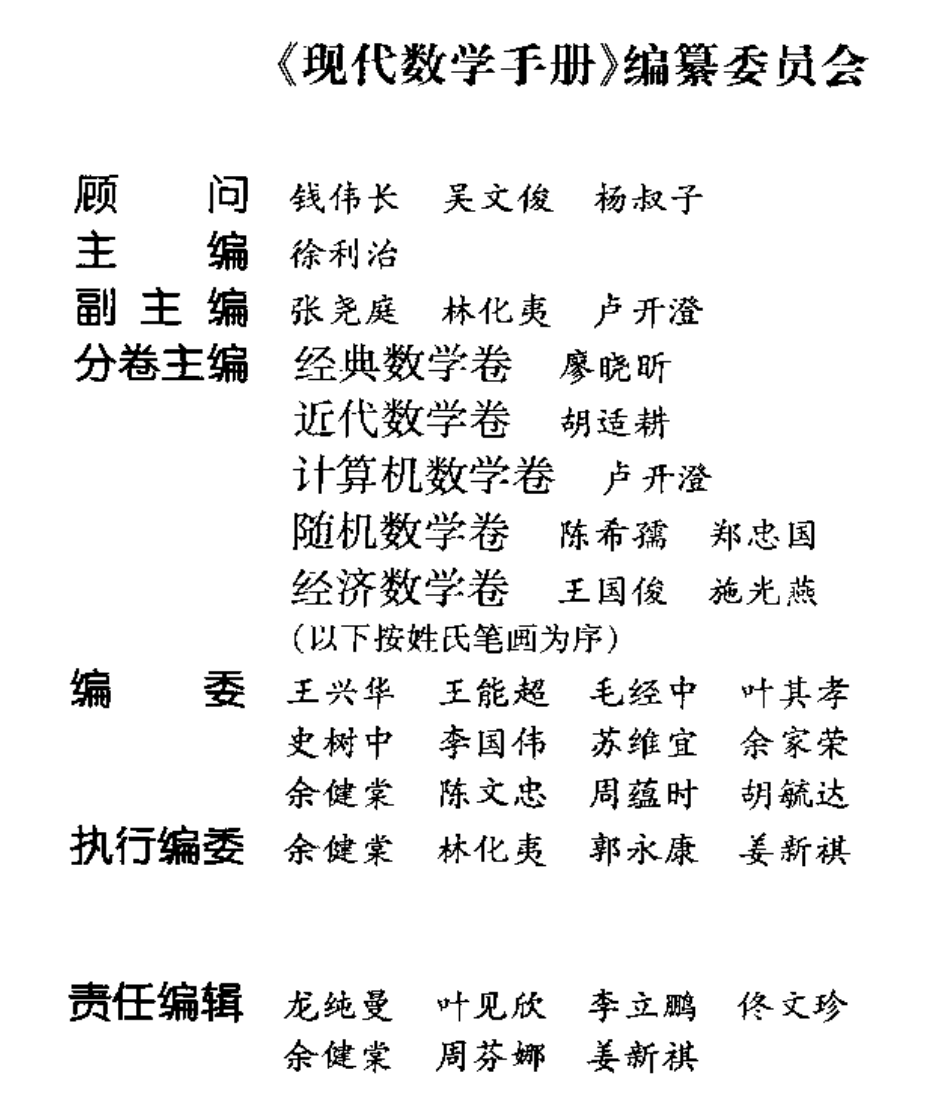 《现代数学手册》编纂委员会
顾 问 钱伟长 吴文俊 杨叔子
主 编 徐利治
副主编 张尧庭 林化夷 卢开澄
分卷主编 经典数学卷 廖晓昕
近代数学卷 胡适耕
计算机数学卷 卢开澄
随机数学卷 陈希孺 郑忠国
经济数学卷 王国俊 施光燕
(以下按姓氏笔画为序)
编 委 王兴华 王能超 毛经中 叶其孝
史树中 李国伟 苏维宜 余家荣
余健棠 陈文忠 周蕴时 胡毓达
执行编委 余健棠 林化夷 郭永康 姜新祺
责任编辑 龙纯曼 叶见欣 李立鹏 佟文珍
余健棠 周芬娜 姜新祺